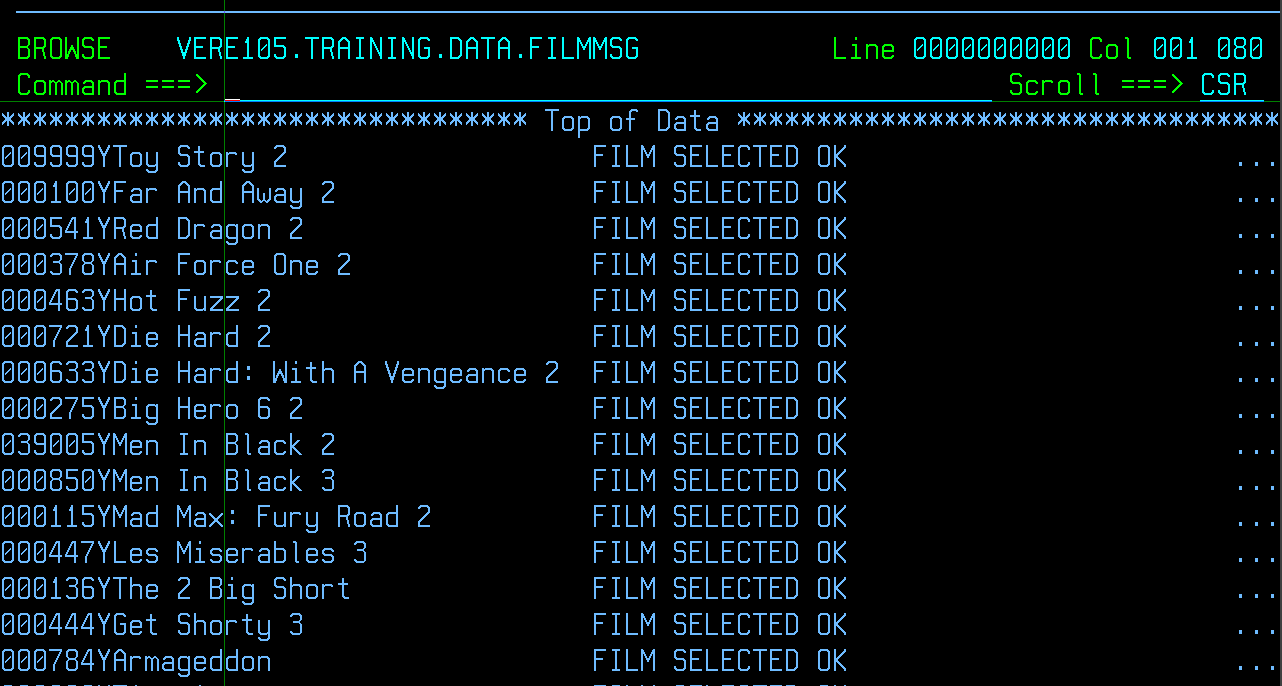 BROWSE    VERE105.TRAINING.DATA.FILMMSG            Line 0000000000 Col 001 080
Command ===>                                                  Scroll ===> CSR
********************************* Top of Data **********************************
009999YToy Story 2                   FILM SELECTED OK                        ...
000100YFar And Away 2                FILM SELECTED OK                        ...
000541YRed Dragon 2                  FILM SELECTED OK                        ...
000378YAir Force One 2               FILM SELECTED OK                        ...
000463YHot Fuzz 2                    FILM SELECTED OK                        ...
000721YDie Hard 2                    FILM SELECTED OK                        ...
000633YDie Hard: With A Vengeance 2  FILM SELECTED OK                        ...
000275YBig Hero 6 2                  FILM SELECTED OK                        ...
039005YMen In Black 2                FILM SELECTED OK                        ...
000850YMen In Black 3                FILM SELECTED OK                        ...
000115YMad Max: Fury Road 2          FILM SELECTED OK                        ...
000447YLes Miserables 3              FILM SELECTED OK                        ...
000136YThe 2 Big Short               FILM SELECTED OK                        ...
000444YGet Shorty 3                  FILM SELECTED OK                        ...
000784YArmageddon                    FILM SELECTED OK                        ...